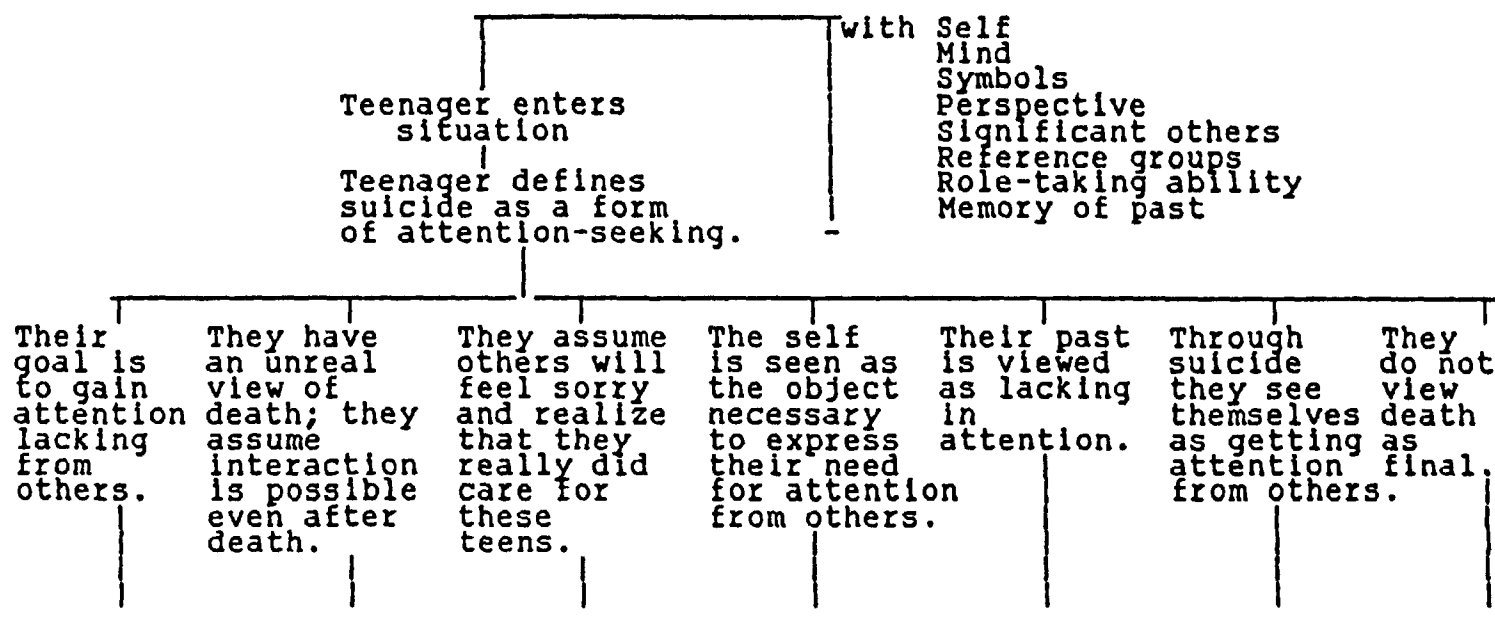 with Self
Mind
Symbols
Perspective
Significant others
Reference groups
Role-taking ability
Memory of past
Teenager enters
situation
Teenager defines
suicide as a form
of attention-seeking.
Their
goal is
to gain
attention
lacking
from
others.
They have
an unreal
view of
death; they
assume
interaction
is possible
even after
death.
They assume
others will
feel sorry
and realize
that they
really did
care for
these
teens.
The self
is seen as
the object
necessary
to express
their need
for attention
from others.
Their past
is viewed
as lacking
in
attention.
Through
suicide
they see
themselves
as getting
attention
from others.
They
do not
view
death
as
final.